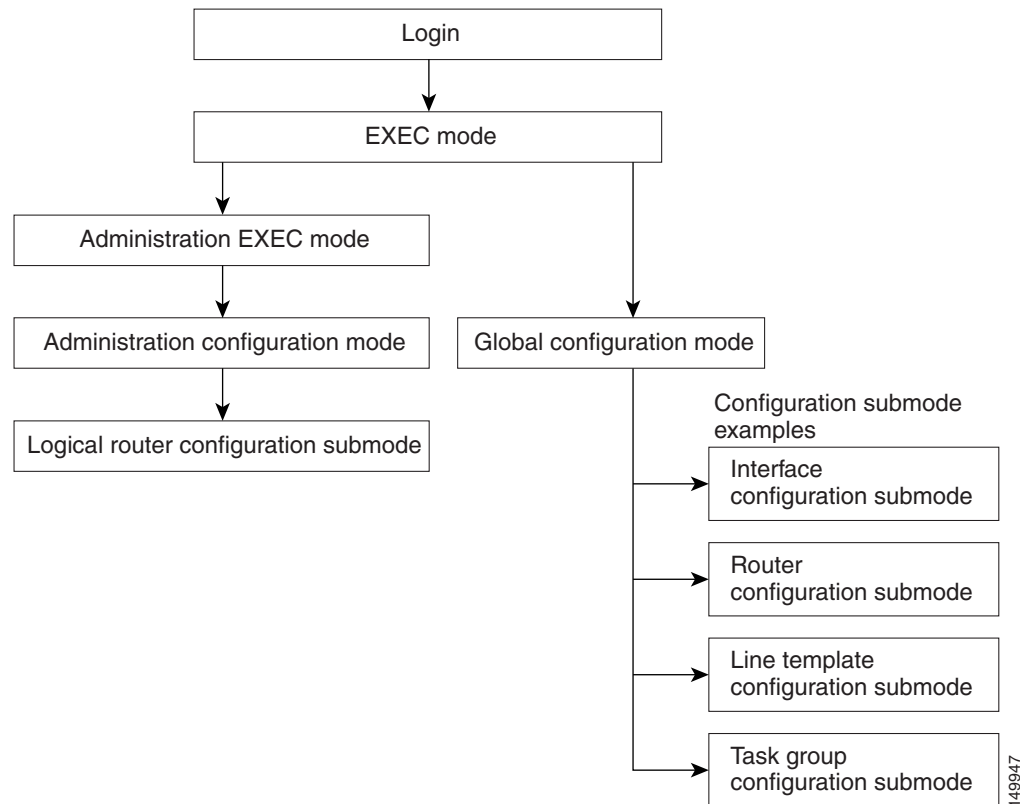 Login
EXEC mode
Administration EXEC mode
Administration configuration mode
Global configuration mode
Logical router configuration submode
Configuration submode
examples
Interface
configuration submode
Router
configuration submode
Line template
configuration submode
Task group
configuration submode
149947